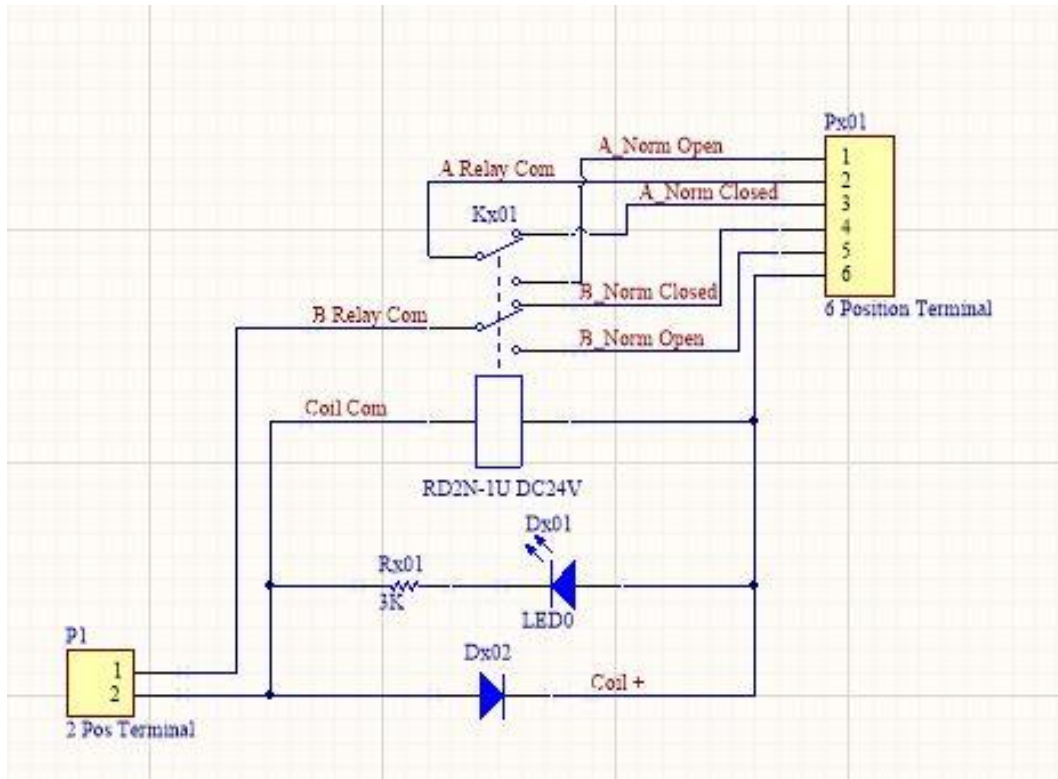 Px01
A_Norm Open
1
A Relay Com
2
A_Norm Closed
3
Kx01
4
5
6
B_Norm Closed
6 Position Terminal
B Relay Com
B_Norm Open
Coil Com
RD2N-1U DC24V
Dx01
Rx01
3K
LED0
P1
Dx02
1
2
Coil +
2 Pos Terminal